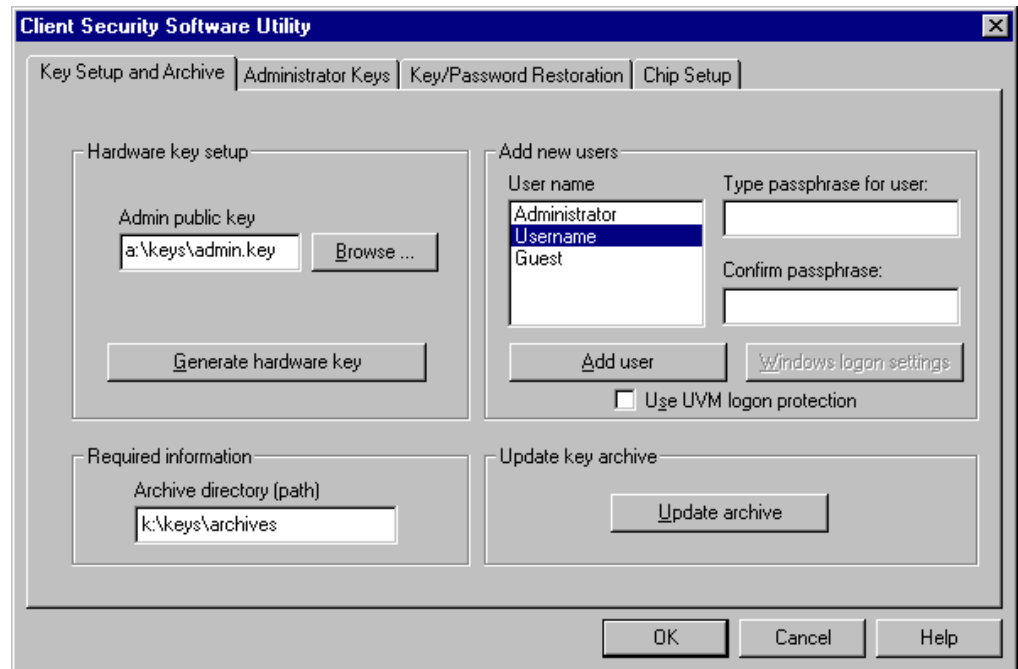 Client Security Software Utility
Key Setup and Archive
Administrator Keys
Key/Password Restoration
Chip Setup
Hardware key setup
Admin public key
a:\keys\admin.key
Browse ...
Generate hardware key
Add new users
User name
Administrator
Username
Guest
Type passphrase for user:
Confirm passphrase:
Add user
Windows logon settings
Use UVM logon protection
Required information
Archive directory (path)
k:\keys\archives
Update key archive
Update archive
OK
Cancel
Help